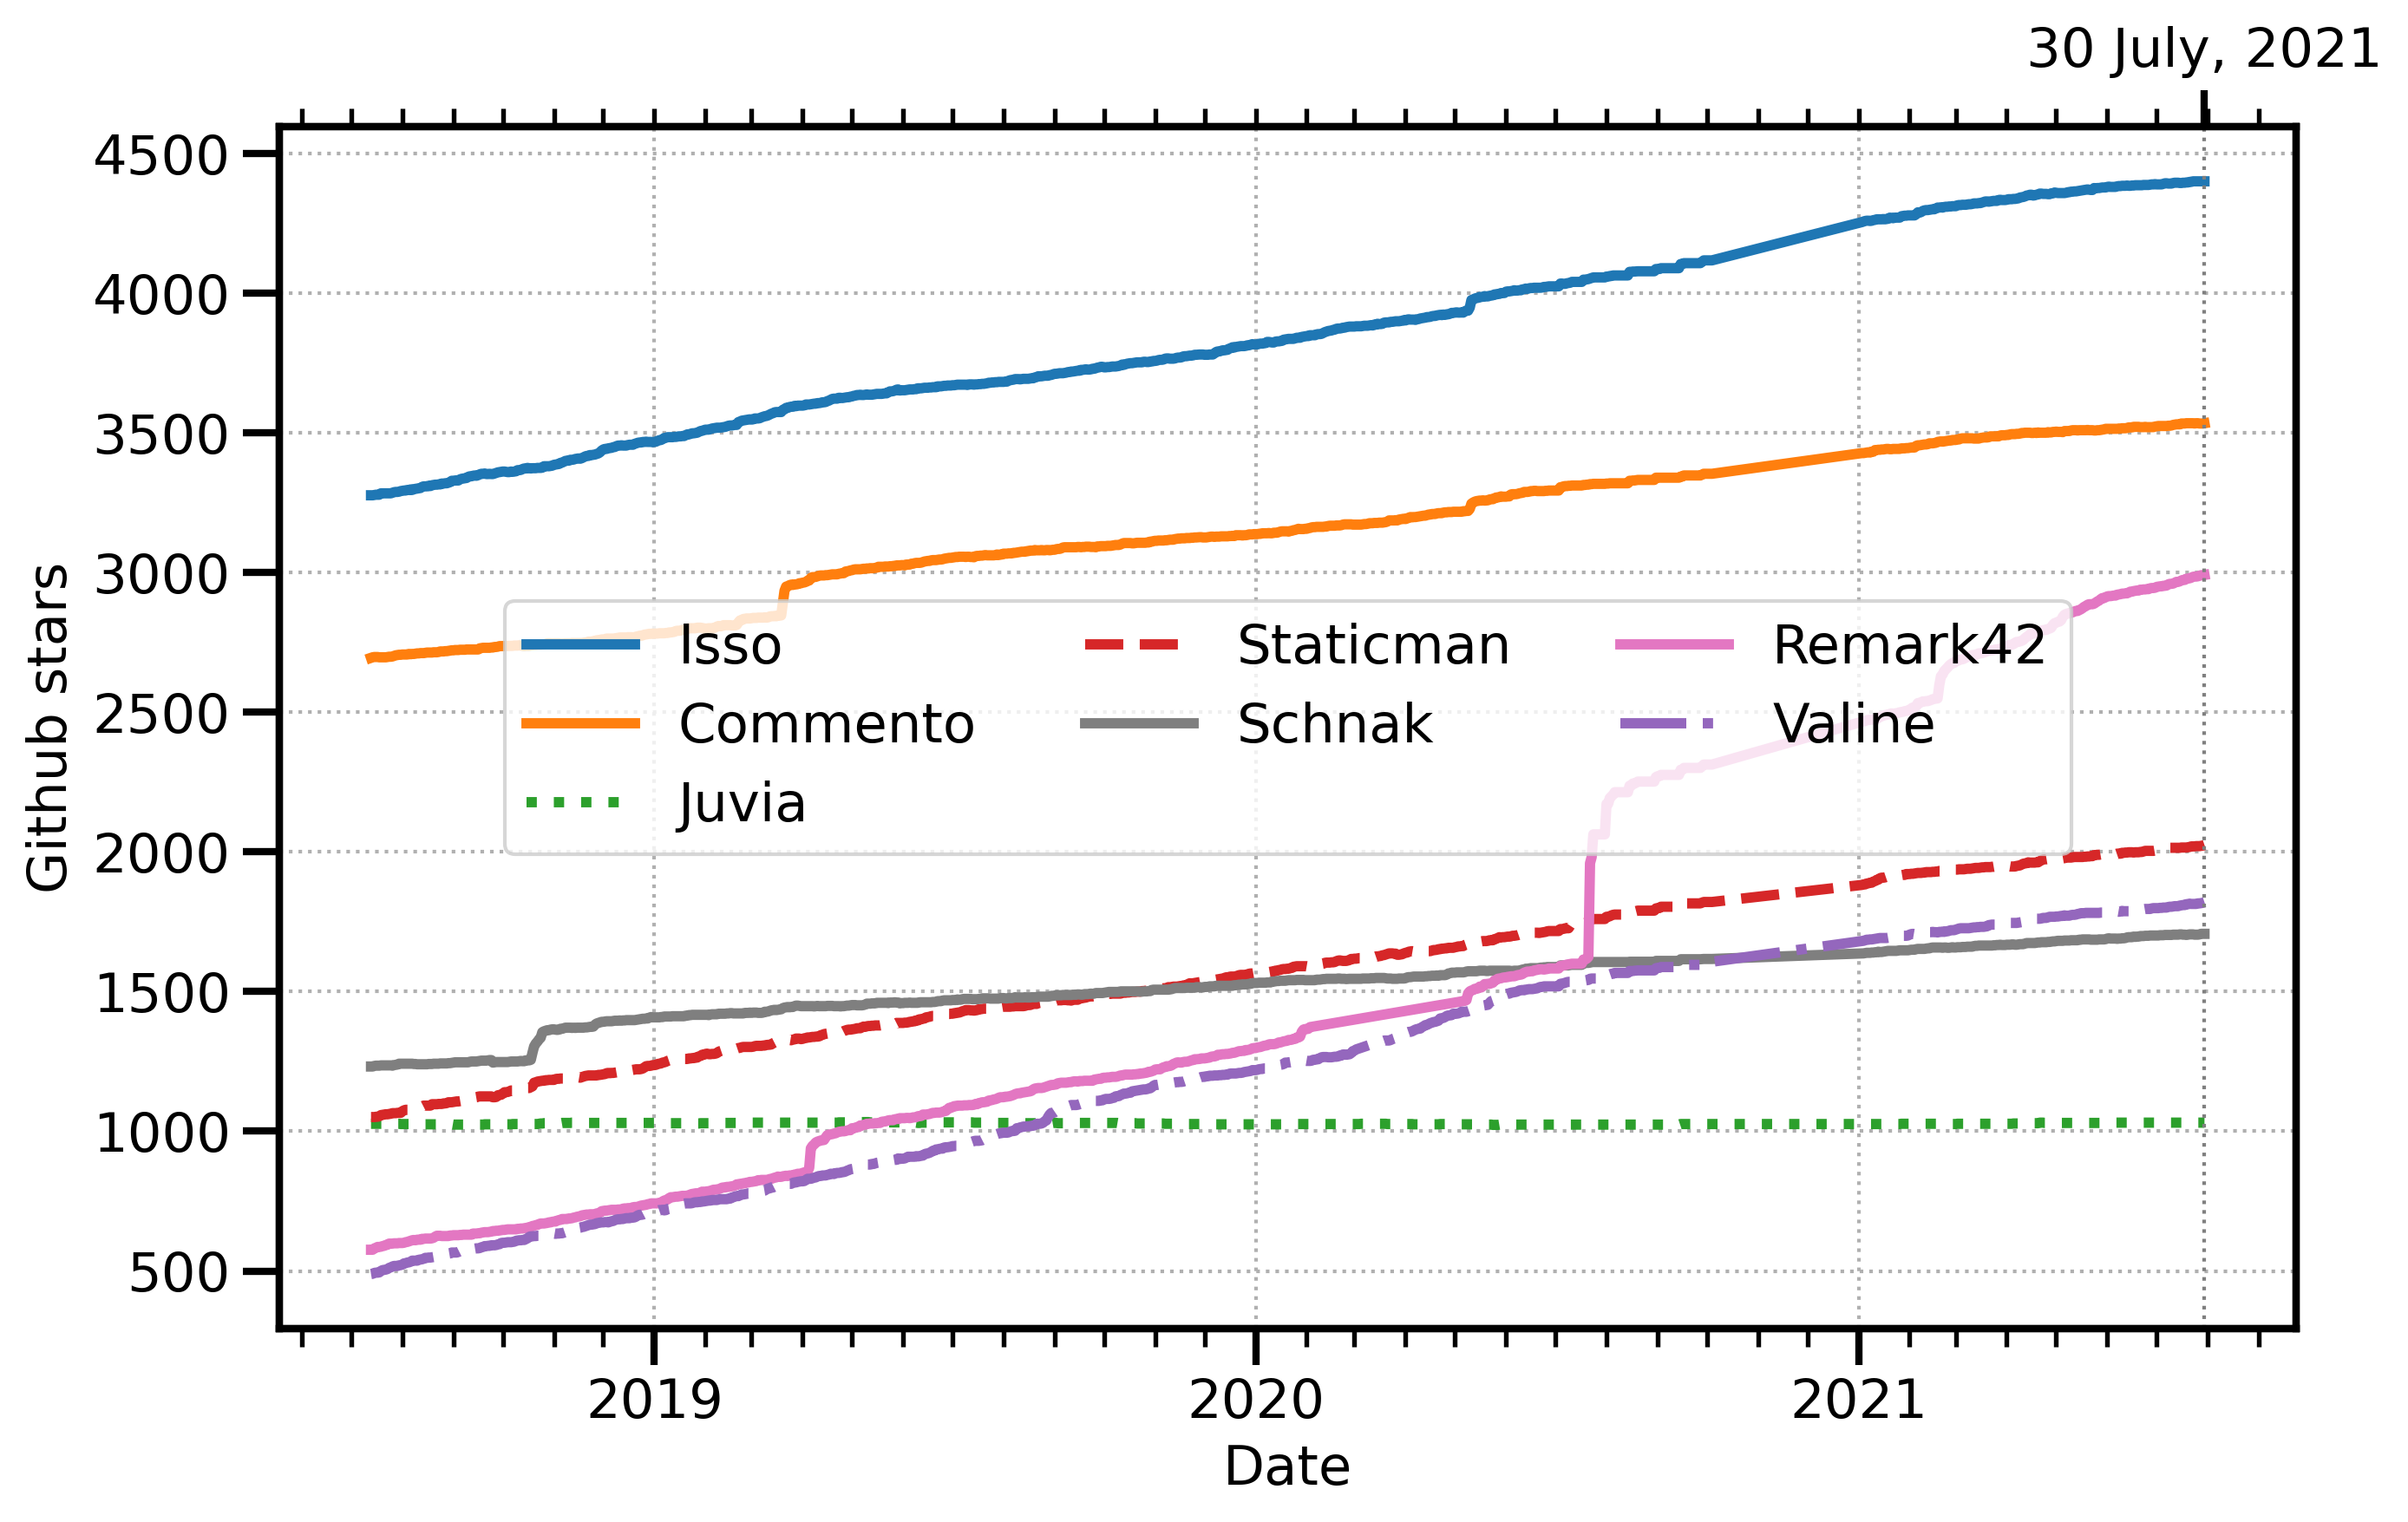 30 July, 2021
4500
4000
3500
3000
2500
2000
1500
1000
500
Github stars
Isso
Commento
Juvia
Staticman
Schnak
Remark42
Valine
2019
2020
2021
Date